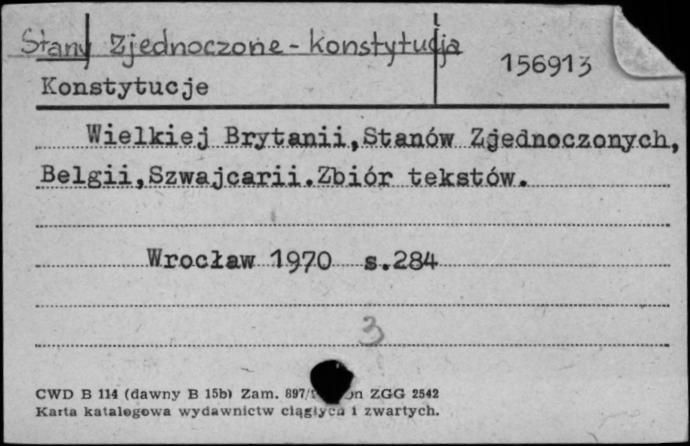 Stany Zjednoczone - konstytucja
156913
Konstytucje
Wielkiej Brytanii, Stanów Zjednoczonych,
Belgii, Szwajcarii. Zbiór tekstów.
Wrocław 1970 s.284
3
CWD B 114 (dawny B 15b) Zam. 897/ ZGG 2542
Karta katalogowa wydawnictw ciągłych i zwartych.